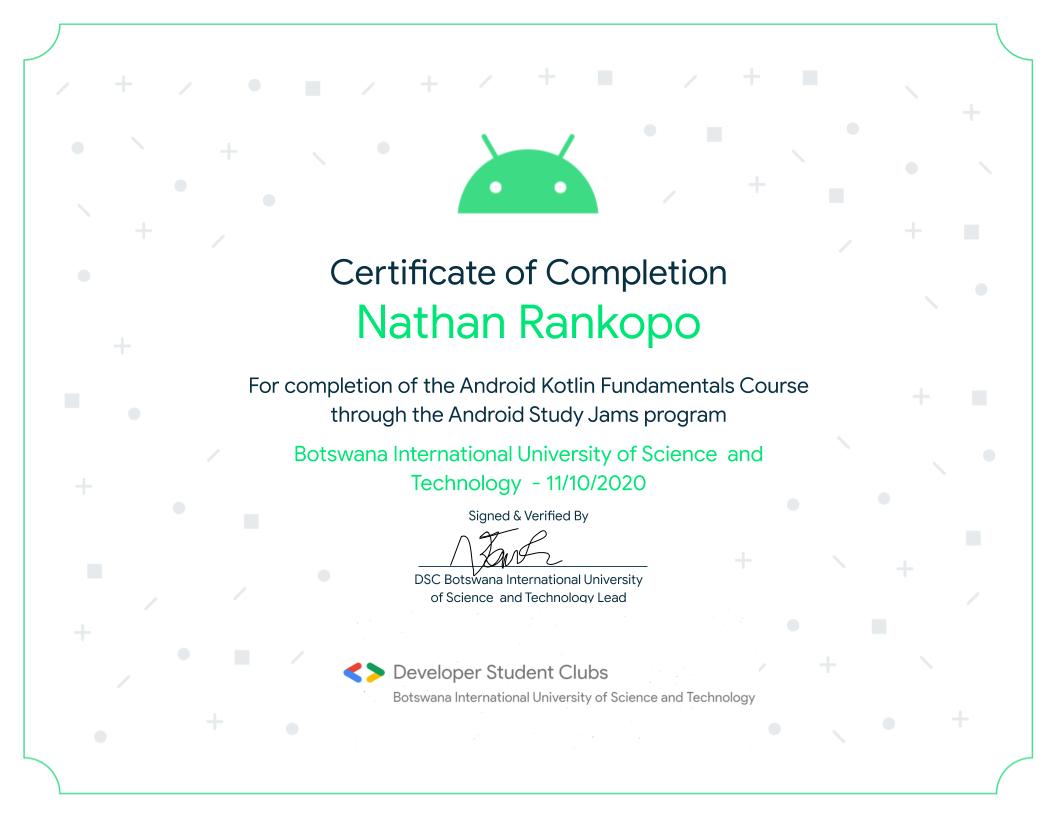 Certificate of Completion
Nathan Rankopo
For completion of the Android Kotlin Fundamentals Course
through the Android Study Jams program
Botswana International University of Science  and
Technology  - 11/10/2020
Signed & Verified By
DSC Botswana International University
of Science  and Technology Lead
Developer Student Clubs
Botswana International University of Science and Technology